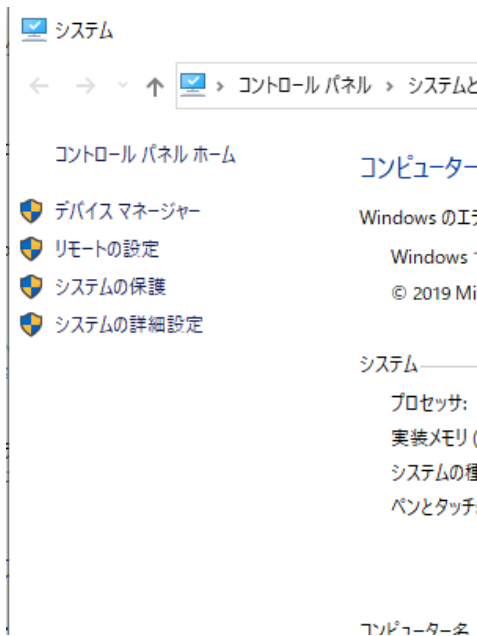 システム
コントロール パネル › システムと
コントロール パネル ホーム
デバイス マネージャー
リモートの設定
システムの保護
システムの詳細設定
コンピューター
Windows のエ
Windows 1
© 2019 Mi
システム
プロセッサ:
実装メモリ (
システムの種
ペンとタッチ
コンピューター名